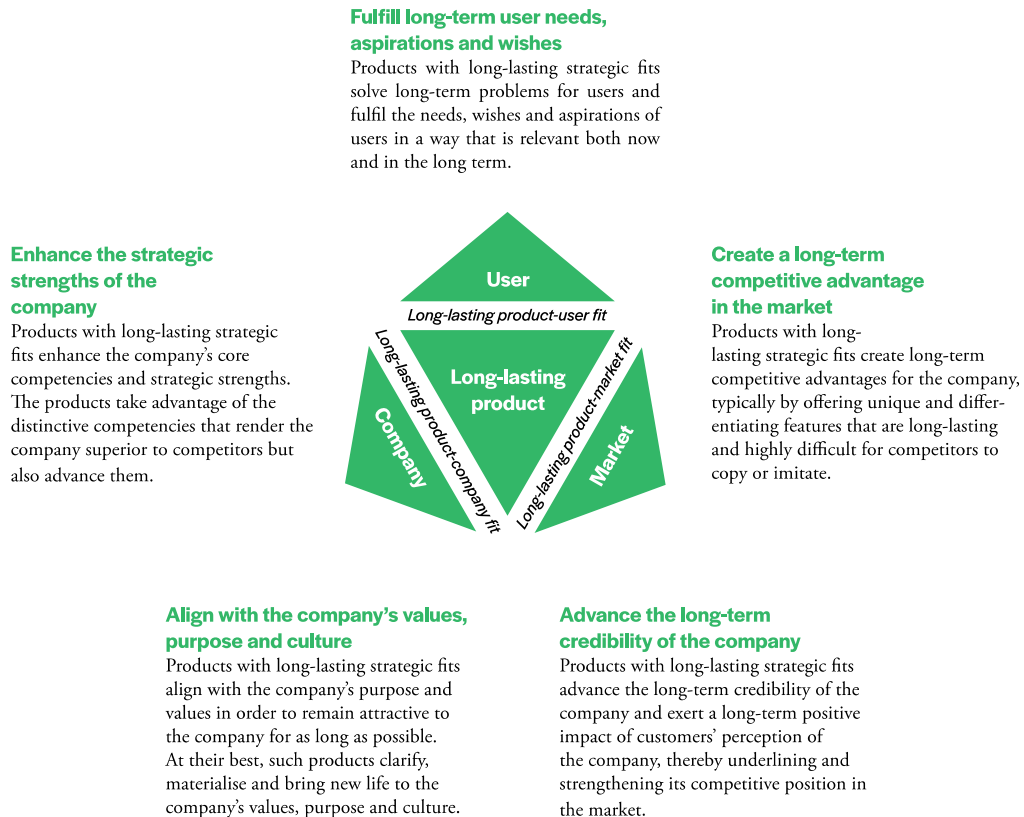 Fulfill long-term user needs,
aspirations and wishes
Products with long-lasting strategic fits
solve long-term problems for users and
fulfil the needs, wishes and aspirations of
users in a way that is relevant both now
and in the long term.
Enhance the strategic
strengths of the
company
Products with long-lasting strategic
fits enhance the company's core
competencies and strategic strengths.
The products take advantage of the
distinctive competencies that render the
company superior to competitors but
also advance them.
User
Long-lasting product-user fit
Long-lasting
product
Company
Long-lasting product-company fit
Long-lasting product-market fit
Market
Create a long-term
competitive advantage
in the market
Products with long-
lasting strategic fits create long-term
competitive advantages for the company,
typically by offering unique and differ-
entiating features that are long-lasting
and highly difficult for competitors to
copy or imitate.
Align with the company's values,
purpose and culture
Products with long-lasting strategic fits
align with the company's purpose and
values in order to remain attractive to
the company for as long as possible.
At their best, such products clarify,
materialise and bring new life to the
company's values, purpose and culture.
Advance the long-term
credibility of the company
Products with long-lasting strategic fits
advance the long-term credibility of the
company and exert a long-term positive
impact of customers' perception of
the company, thereby underlining and
strengthening its competitive position in
the market.